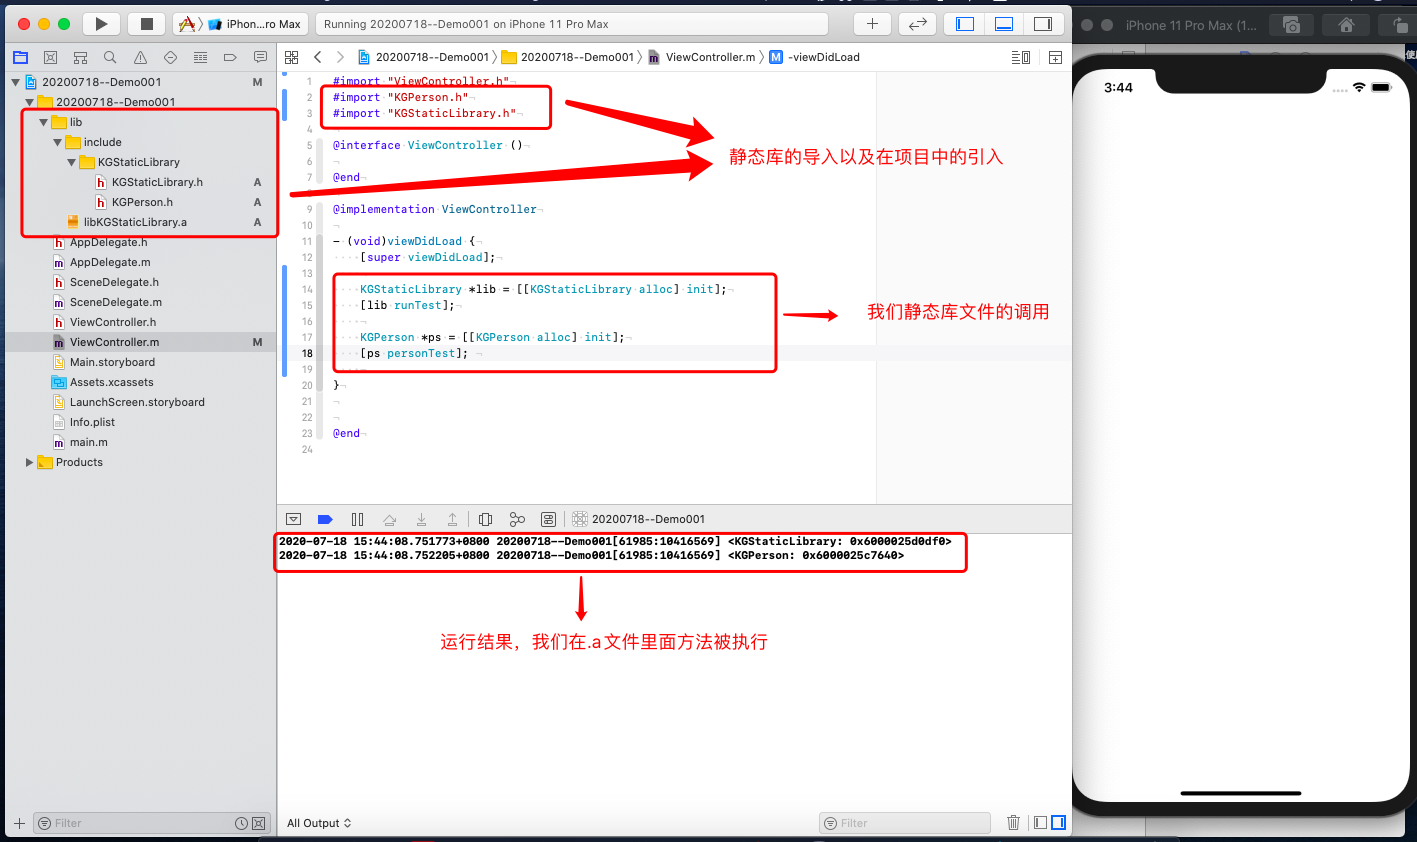 iPhon...ro Max
Running 20200718--Demo001 on iPhone 11 Pro Max
iPhone 11 Pro Max (1...
20200718--Demo001
20200718--Demo001
ViewController.m
M
-viewDidLoad
20200718--Demo001
M
20200718--Demo001
lib
include
KGStaticLibrary
h
KGStaticLibrary.h
A
h
KGPerson.h
A
libKGStaticLibrary.a
A
h
AppDelegate.h
m
AppDelegate.m
h
SceneDelegate.h
m
SceneDelegate.m
h
ViewController.h
m
ViewController.m
M
Main.storyboard
Assets.xcassets
LaunchScreen.storyboard
Info.plist
m
main.m
Products
Filter
1 #import "ViewController.h"
2 #import "KGPerson.h"
3 #import "KGStaticLibrary.h"
4
5 @interface ViewController ()
6
7 @end
9 @implementation ViewController
10
11 - (void)viewDidLoad {
12 [super viewDidLoad];
13
14 KGStaticLibrary *lib = [[KGStaticLibrary alloc] init];
15 [lib runTest];
16
17 KGPerson *ps = [[KGPerson alloc] init];
18 [ps personTest];
19
20 }
21
22
23 @end
24
静态库的导入以及在项目中的引入
我们静态库文件的调用
20200718--Demo001
2020-07-18 15:44:08.751773+0800 20200718--Demo001[61985:10416569] <KGStaticLibrary: 0x6000025d0df0>
2020-07-18 15:44:08.752205+0800 20200718--Demo001[61985:10416569] <KGPerson: 0x6000025c7640>
运行结果，我们在.a文件里面方法被执行
All Output
Filter
3:44